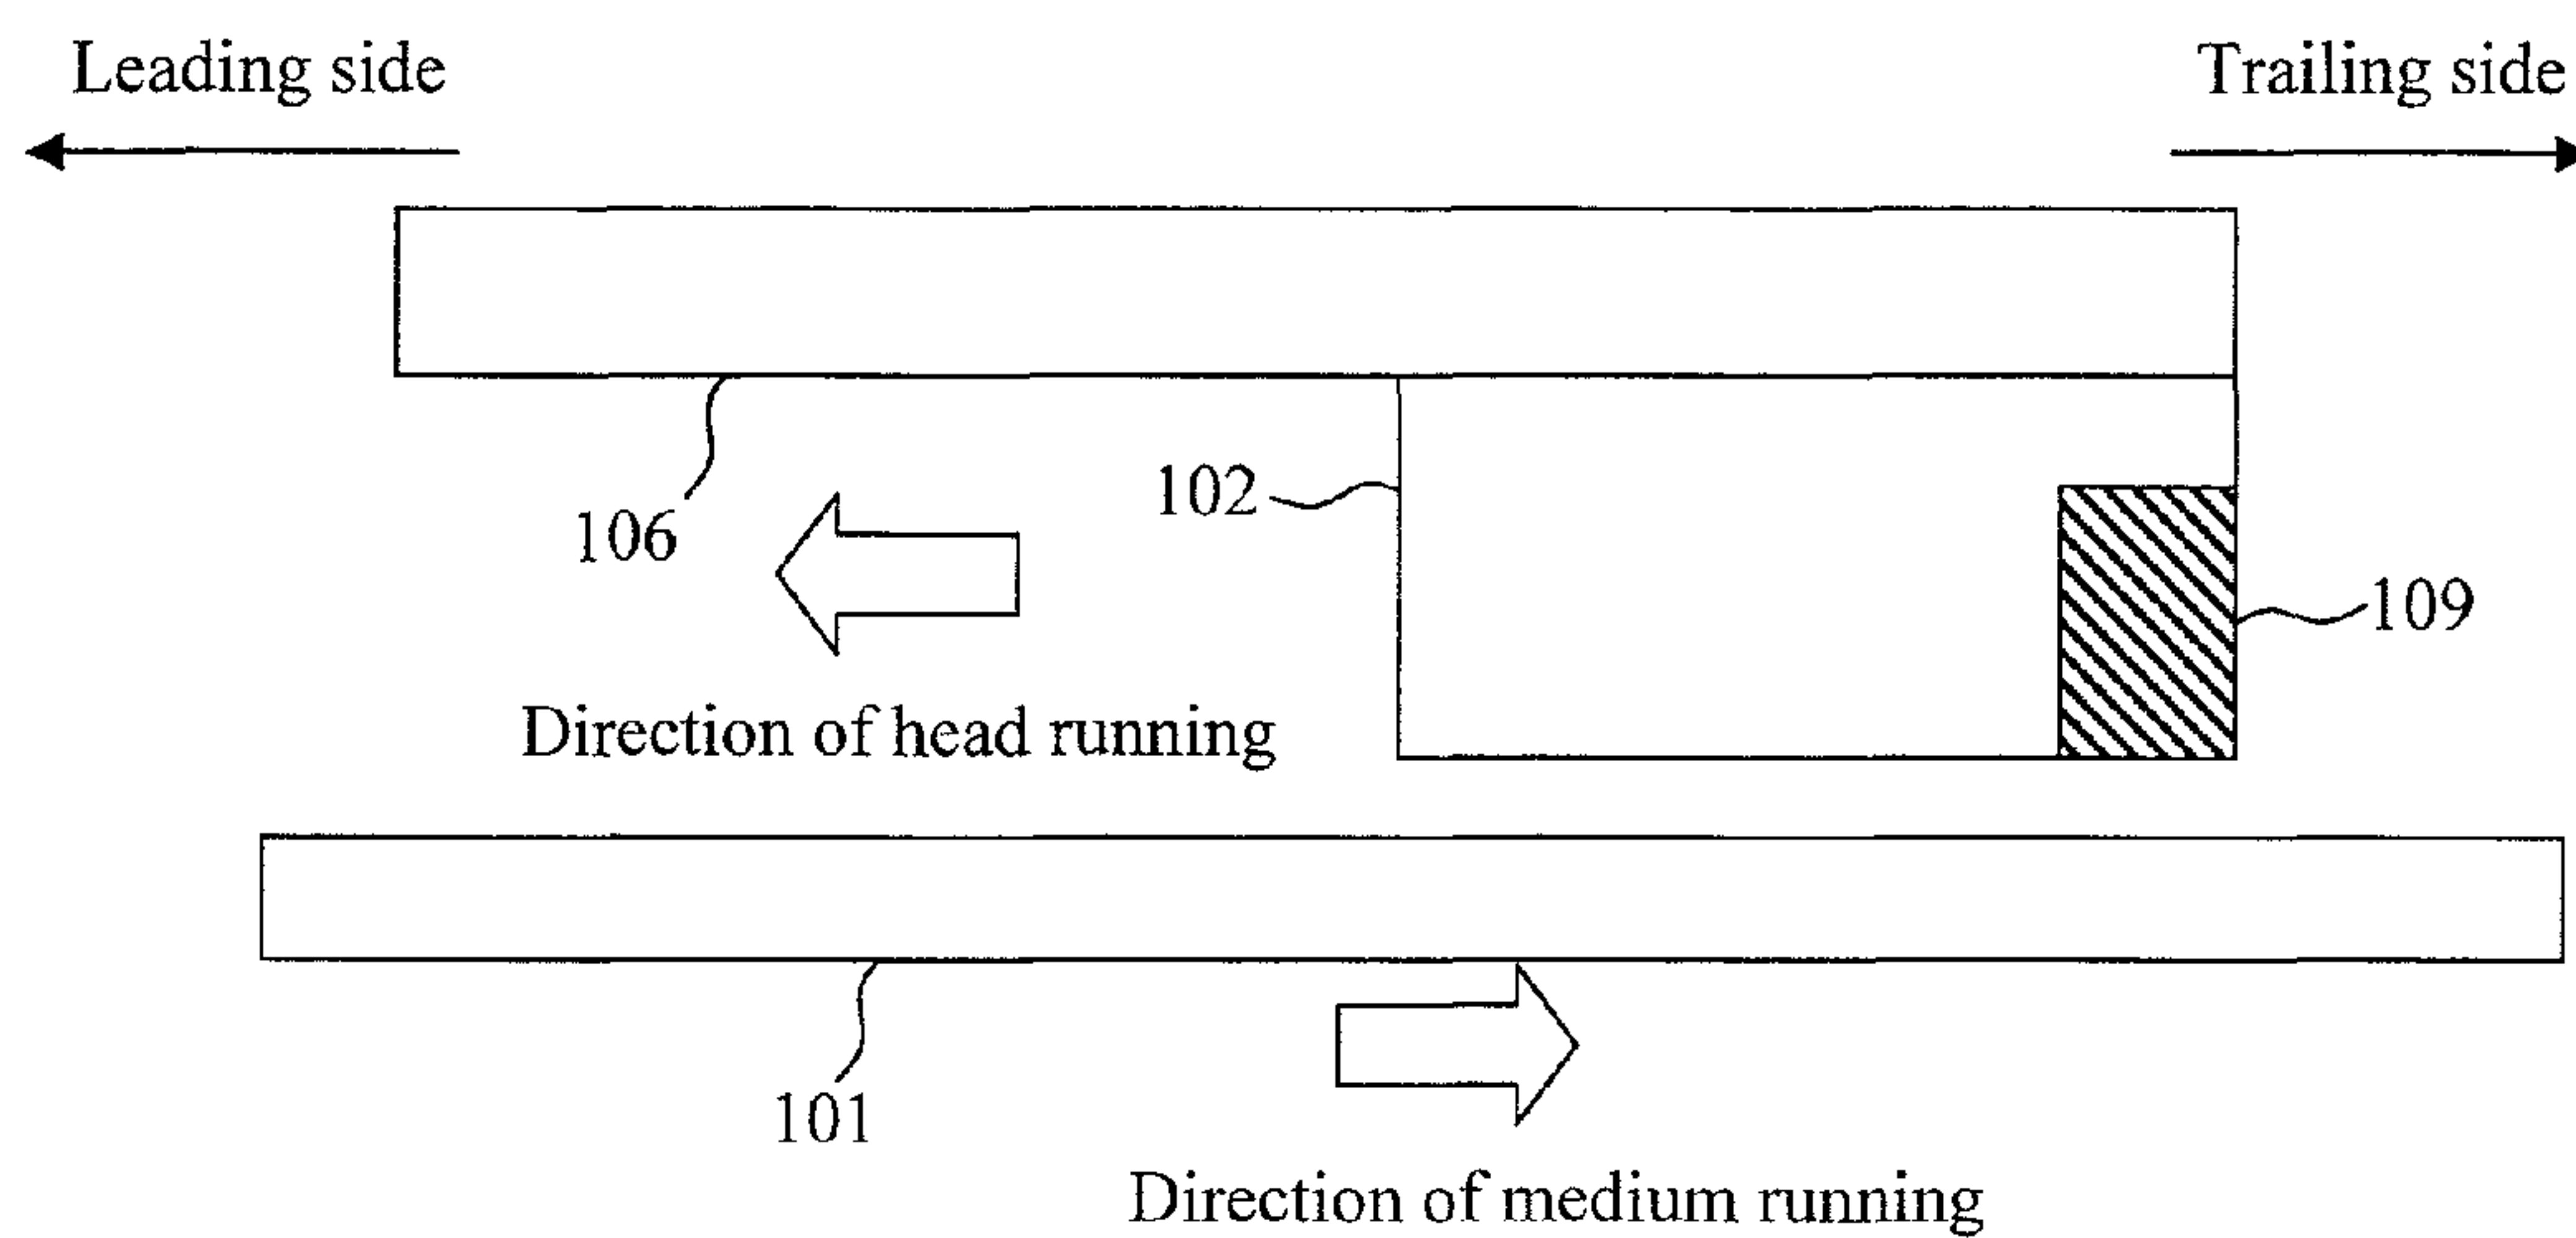 Leading side
Trailing side
106
102
109
Direction of head running
101
Direction of medium running